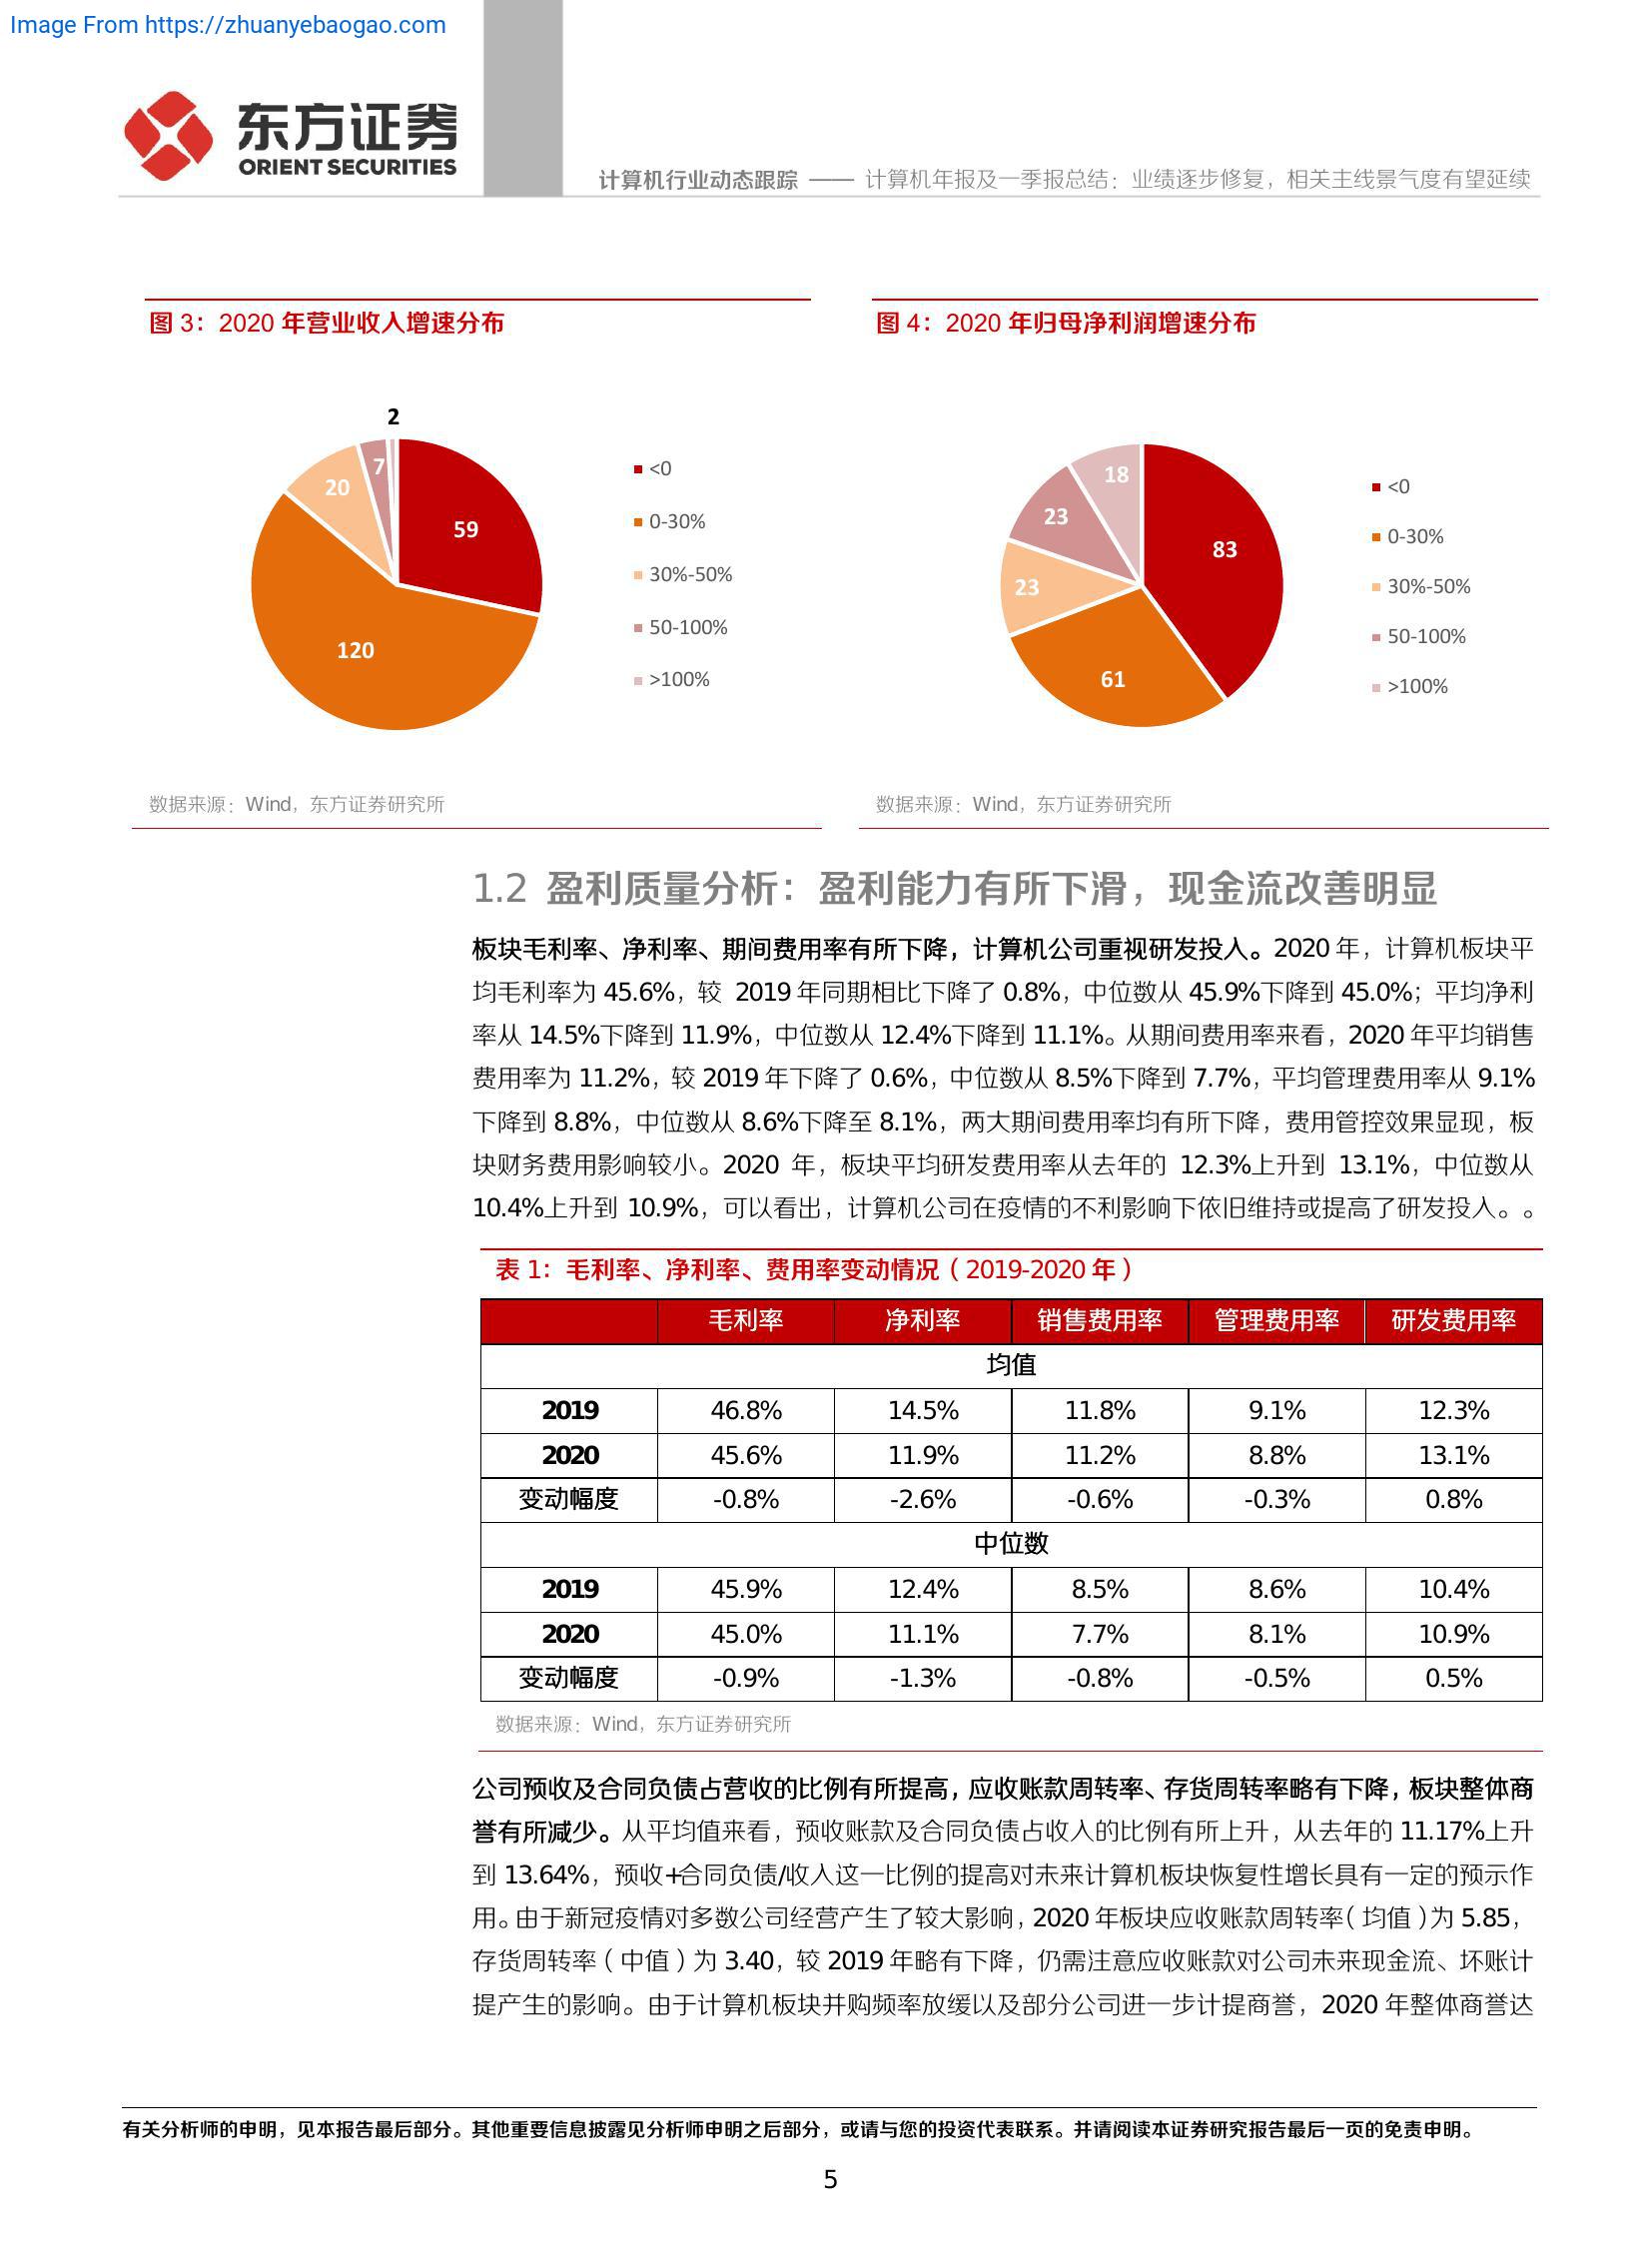 Image From https://zhuanyebaogao.com
东方证券
ORIENT SECURITIES
计算机行业动态跟踪 —— 计算机年报及一季报总结：业绩逐步修复，相关主线景气度有望延续
图 3：2020 年营业收入增速分布
2
7
20
59
120
<0
0-30%
30%-50%
50-100%
>100%
数据来源：Wind，东方证券研究所
图 4：2020 年归母净利润增速分布
18
23
83
23
61
<0
0-30%
30%-50%
50-100%
>100%
数据来源：Wind，东方证券研究所
1.2 盈利质量分析：盈利能力有所下滑，现金流改善明显
板块毛利率、净利率、期间费用率有所下降，计算机公司重视研发投入。2020 年，计算机板块平
均毛利率为 45.6%，较 2019 年同期相比下降了 0.8%，中位数从 45.9%下降到 45.0%；平均净利
率从 14.5%下降到 11.9%，中位数从 12.4%下降到 11.1%。从期间费用率来看，2020 年平均销售
费用率为 11.2%，较 2019 年下降了 0.6%，中位数从 8.5%下降到 7.7%，平均管理费用率从 9.1%
下降到 8.8%，中位数从 8.6%下降至 8.1%，两大期间费用率均有所下降，费用管控效果显现，板
块财务费用影响较小。2020 年，板块平均研发费用率从去年的 12.3%上升到 13.1%，中位数从
10.4%上升到 10.9%，可以看出，计算机公司在疫情的不利影响下依旧维持或提高了研发投入。。
表 1：毛利率、净利率、费用率变动情况（2019-2020 年）
毛利率 净利率 销售费用率 管理费用率 研发费用率
均值
2019 46.8% 14.5% 11.8% 9.1% 12.3%
2020 45.6% 11.9% 11.2% 8.8% 13.1%
变动幅度 -0.8% -2.6% -0.6% -0.3% 0.8%
中位数
2019 45.9% 12.4% 8.5% 8.6% 10.4%
2020 45.0% 11.1% 7.7% 8.1% 10.9%
变动幅度 -0.9% -1.3% -0.8% -0.5% 0.5%
数据来源：Wind，东方证券研究所
公司预收及合同负债占营收的比例有所提高，应收账款周转率、存货周转率略有下降，板块整体商
誉有所减少。从平均值来看，预收账款及合同负债占收入的比例有所上升，从去年的 11.17%上升
到 13.64%，预收+合同负债/收入这一比例的提高对未来计算机板块恢复性增长具有一定的预示作
用。由于新冠疫情对多数公司经营产生了较大影响，2020 年板块应收账款周转率（均值）为 5.85，
存货周转率（中值）为 3.40，较 2019 年略有下降，仍需注意应收账款对公司未来现金流、坏账计
提产生的影响。由于计算机板块并购频率放缓以及部分公司进一步计提商誉，2020 年整体商誉达
有关分析师的申明，见本报告最后部分。其他重要信息披露见分析师申明之后部分，或请与您的投资代表联系。并请阅读本证券研究报告最后一页的免责申明。
5